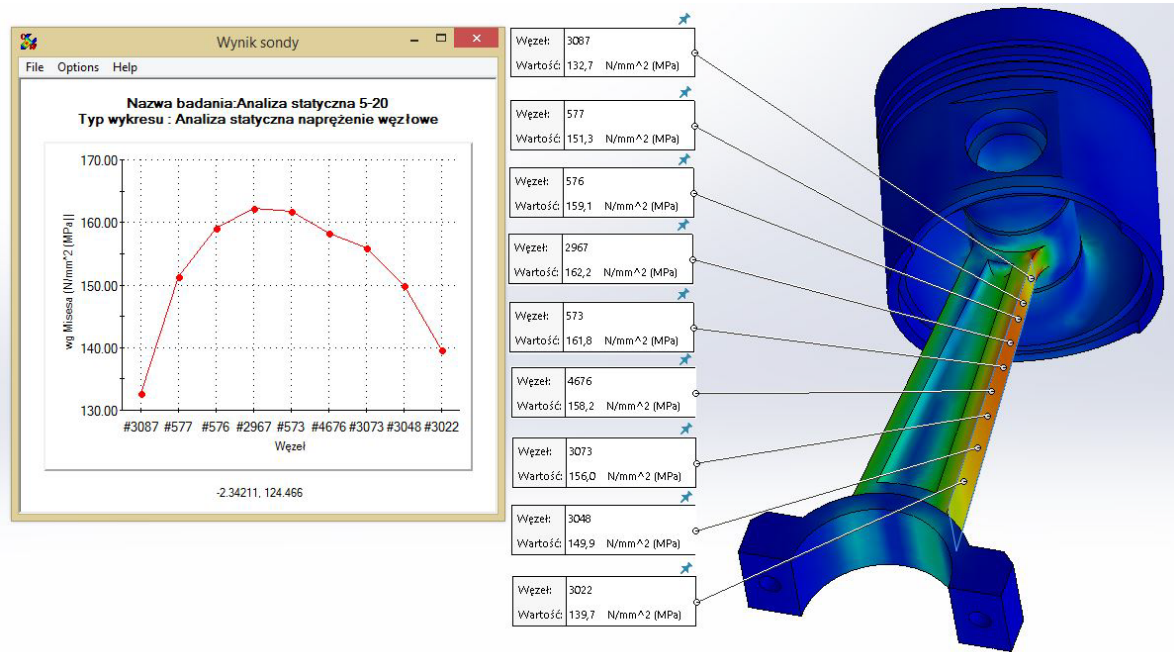 Wynik sondy
File Options Help
Nazwa badania:Analiza statyczna 5-20
Typ wykresu : Analiza statyczna naprężenie węzłowe
170.00
160.00
150.00
140.00
130.00
wg Misesa (N/mm^2 (MPa))
#3087 #577 #576 #2967 #573 #4676 #3073 #3048 #3022
Węzeł
-2.34211, 124.466
Węzeł: 3087
Wartość: 132,7 N/mm^2 (MPa)
Węzeł: 577
Wartość: 151,3 N/mm^2 (MPa)
Węzeł: 576
Wartość: 159,1 N/mm^2 (MPa)
Węzeł: 2967
Wartość: 162,2 N/mm^2 (MPa)
Węzeł: 573
Wartość: 161,8 N/mm^2 (MPa)
Węzeł: 4676
Wartość: 158,2 N/mm^2 (MPa)
Węzeł: 3073
Wartość: 156,0 N/mm^2 (MPa)
Węzeł: 3048
Wartość: 149,9 N/mm^2 (MPa)
Węzeł: 3022
Wartość: 139,7 N/mm^2 (MPa)